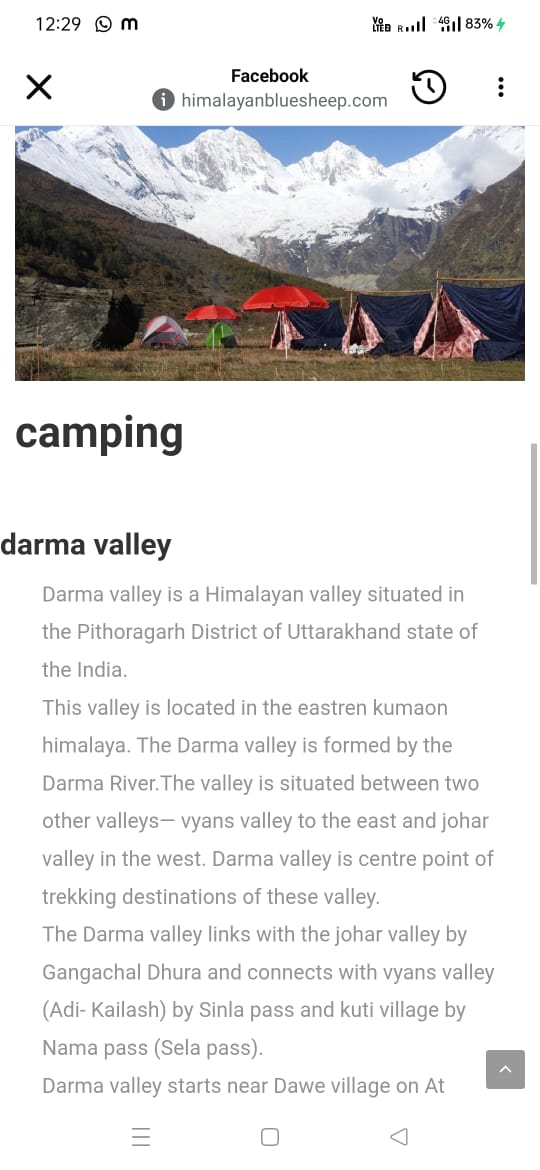 12:29
Vo LTED R 4G 83%
Facebook
himalayanbluesheep.com
camping
darma valley
Darma valley is a Himalayan valley situated in
the Pithoragarh District of Uttarakhand state of
the India.
This valley is located in the eastren kumaon
himalaya. The Darma valley is formed by the
Darma River.The valley is situated between two
other valleys— vyans valley to the east and johar
valley in the west. Darma valley is centre point of
trekking destinations of these valley.
The Darma valley links with the johar valley by
Gangachal Dhura and connects with vyans valley
(Adi- Kailash) by Sinla pass and kuti village by
Nama pass (Sela pass).
Darma valley starts near Dawe village on At